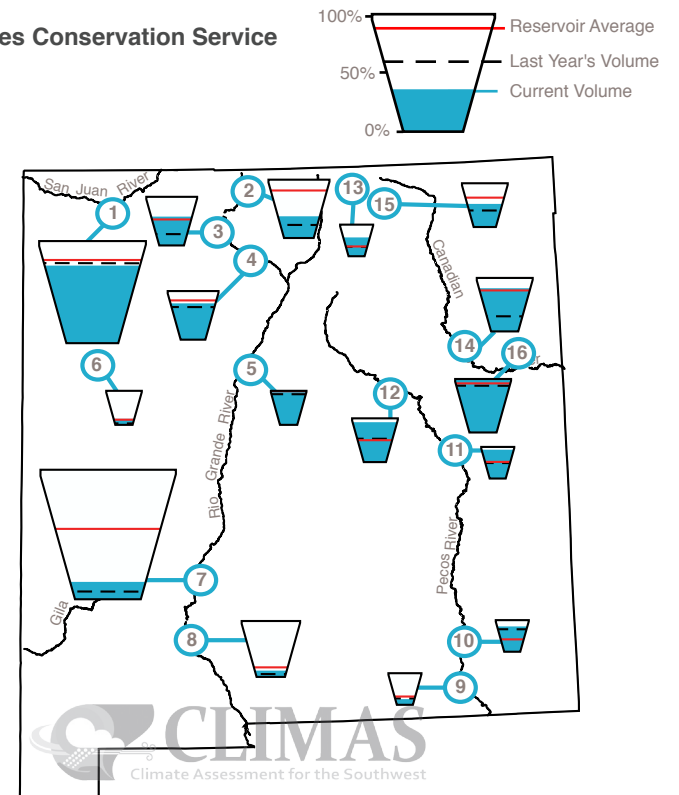 es Conservation Service
100%
50%
0%
Reservoir Average
Last Year's Volume
Current Volume
San Juan River
1
2
3
4
13
15
Canadian
14
16
6
5
12
11
Rio Grande River
Pecos River
7
Gila
8
10
9
CLIMAS
Climate Assessment for the Southwest